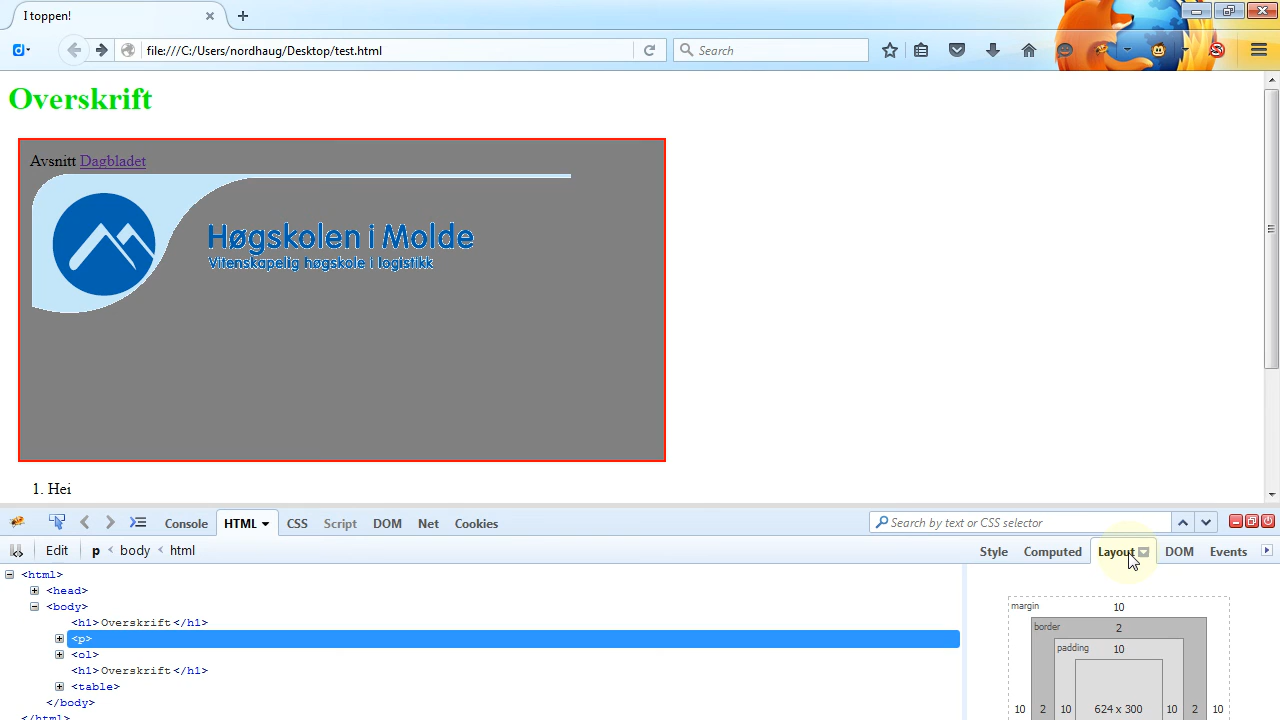 I toppen!
file:///C:/Users/nordhaug/Desktop/test.html
Search
Overskrift
Avsnitt Dagbladet
Høgskolen i Molde
Vitenskapelig høgskole i logistikk
1. Hei
Console HTML CSS Script DOM Net Cookies
Search by text or CSS selector
Edit p < body < html
Style Computed Layout DOM Events
<html>
<head>
<body>
<h1>Overskrift</h1>
<p>
<ol>
<h1>Overskrift</h1>
<table>
</body>
</html>
margin 10
border 2
padding 10
10 2 10 624 x 300 10 2 10